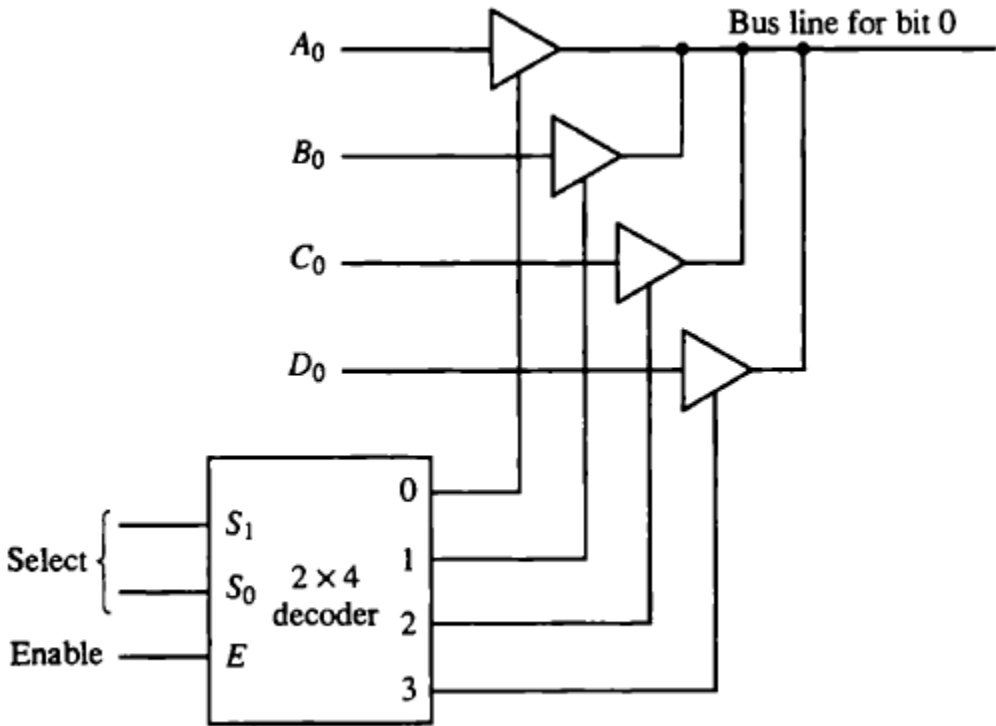 Bus line for bit 0
A0
B0
C0
D0
0
S1
Select
1
2 × 4
S0
decoder
2
Enable
E
3